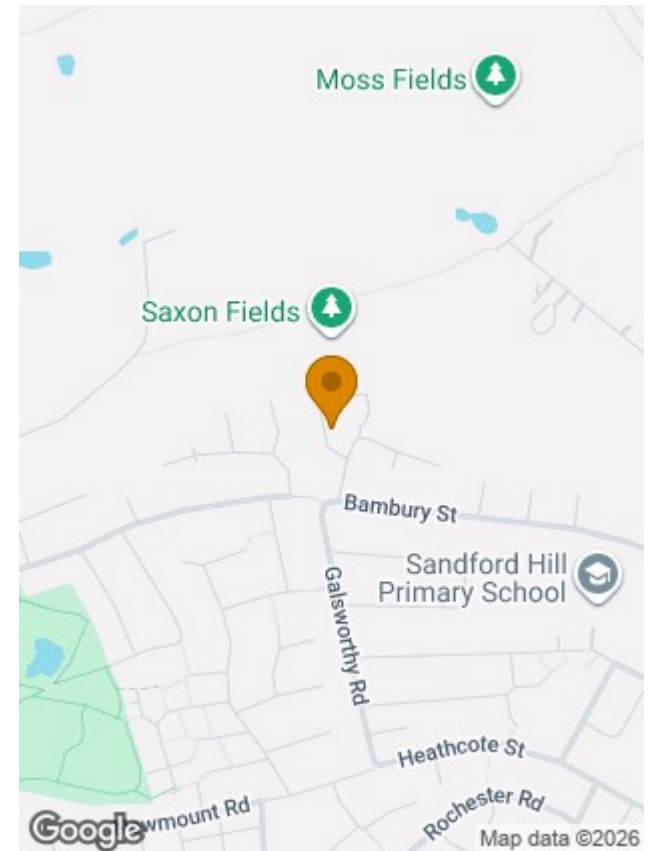 Moss Fields
Saxon Fields
Bambury St
Sandford Hill
Primary School
Galsworthy Rd
Heathcote St
Rochester Rd
wmount Rd
Google
Map data ©2026